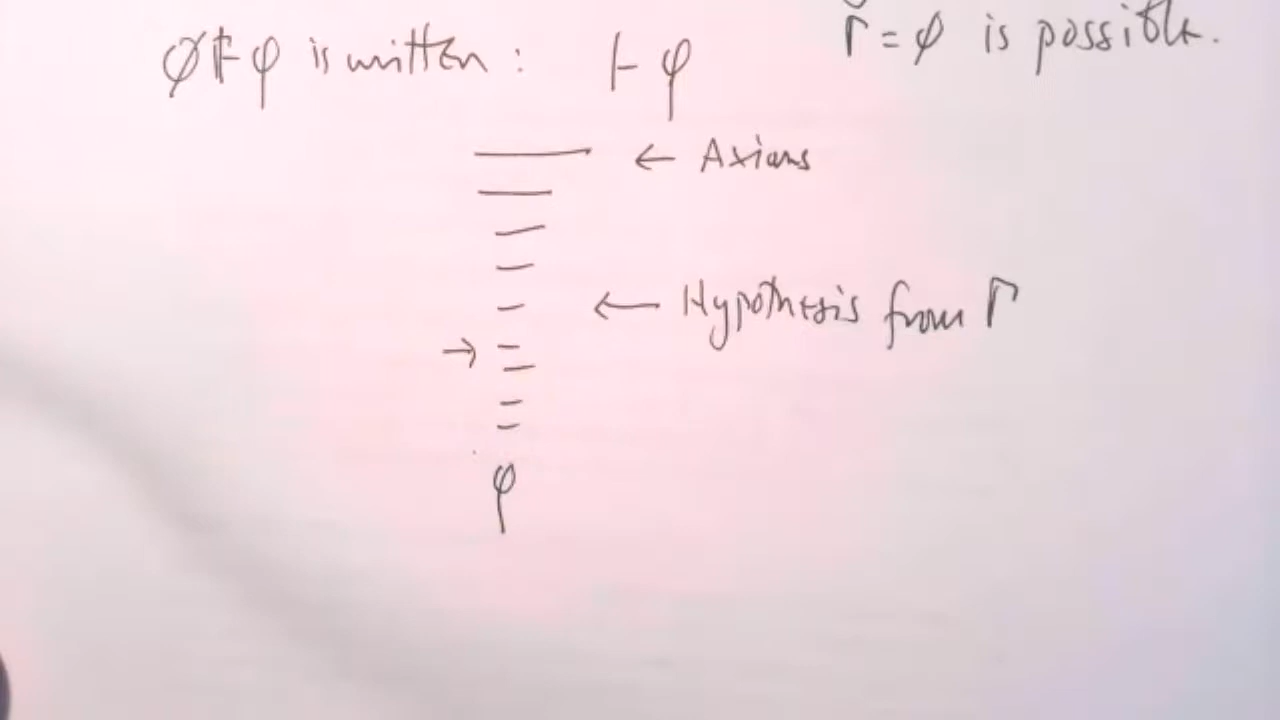 ∅ ⊢ φ is written : ⊢ φ
Γ = ∅ is possible.
← Axioms
← Hypothesis from Γ
→
φ